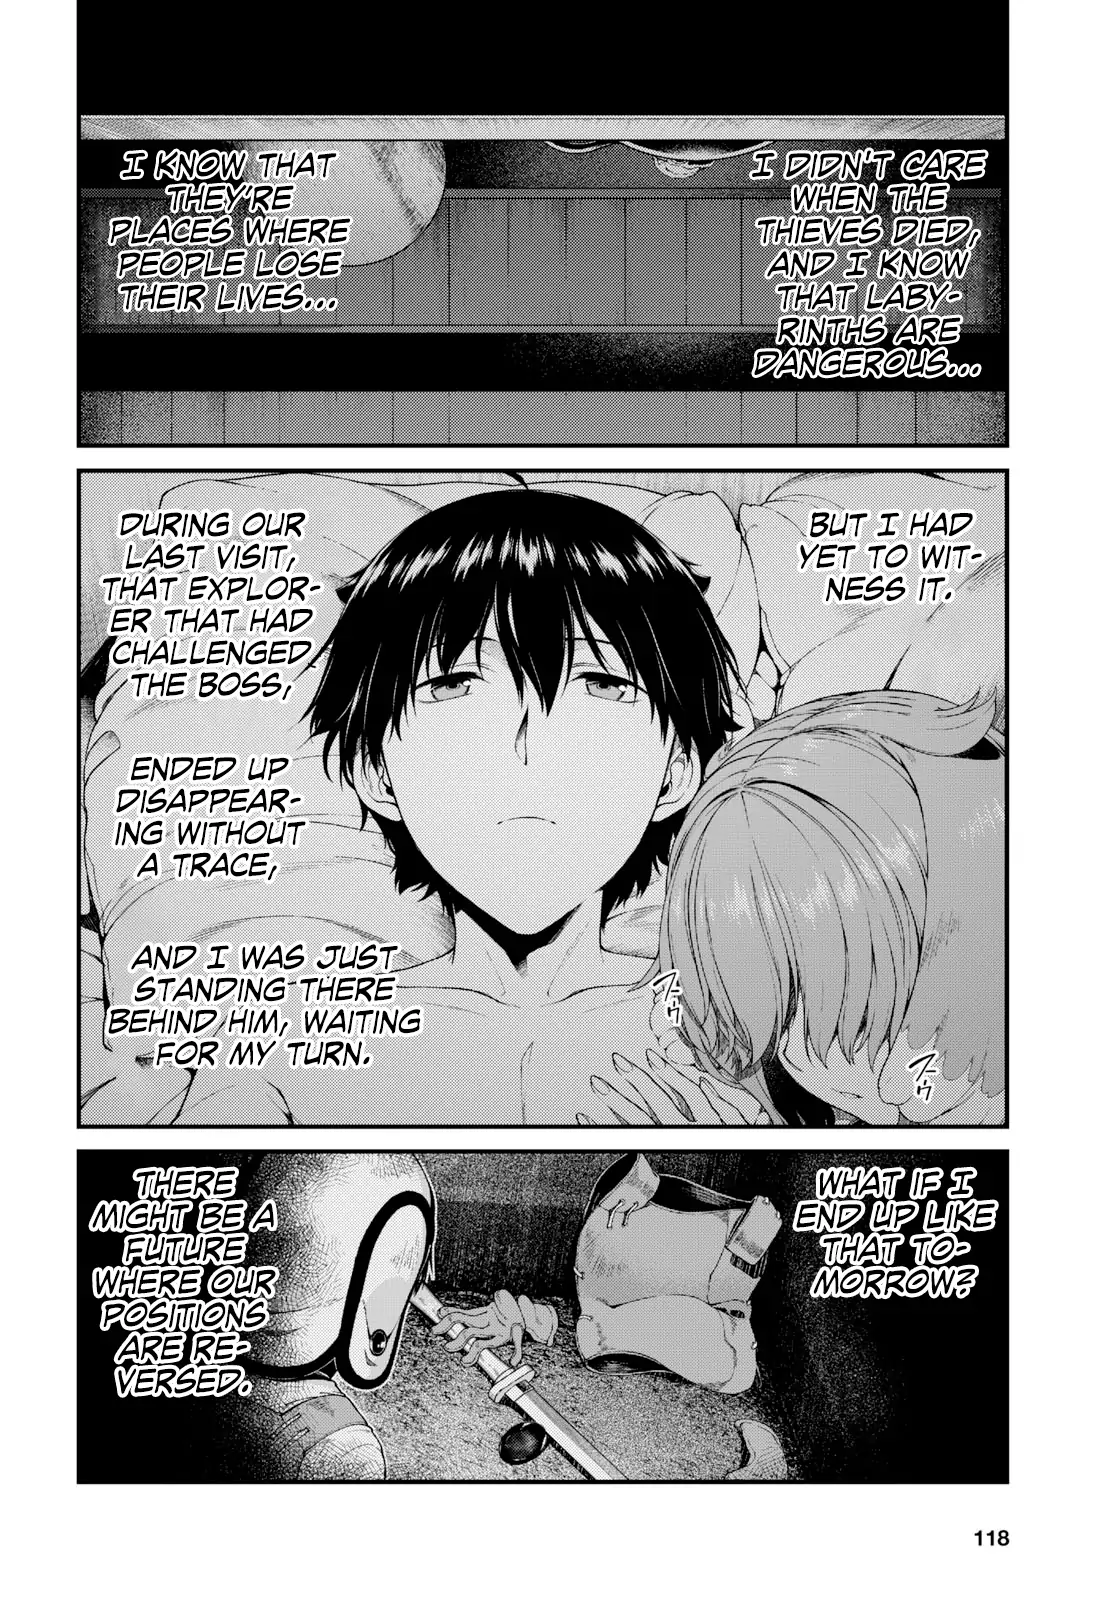 I DIDN'T CARE
WHEN THE
THIEVES DIED,
AND I KNOW
THAT LABY-
RINTHS ARE
DANGEROUS...
I KNOW THAT
THEY'RE
PLACES WHERE
PEOPLE LOSE
THEIR LIVES...
BUT I HAD
YET TO WIT-
NESS IT.
DURING OUR
LAST VISIT,
THAT EXPLOR-
ER THAT HAD
CHALLENGED
THE BOSS,
ENDED UP
DISAPPEAR-
ING WITHOUT
A TRACE,
AND I WAS JUST
STANDING THERE
BEHIND HIM, WAITING
FOR MY TURN.
スゥ
スゥ
WHAT IF I
END UP LIKE
THAT TO-
MORROW?
THERE
MIGHT BE A
FUTURE
WHERE OUR
POSITIONS
ARE RE-
VERSED.
118